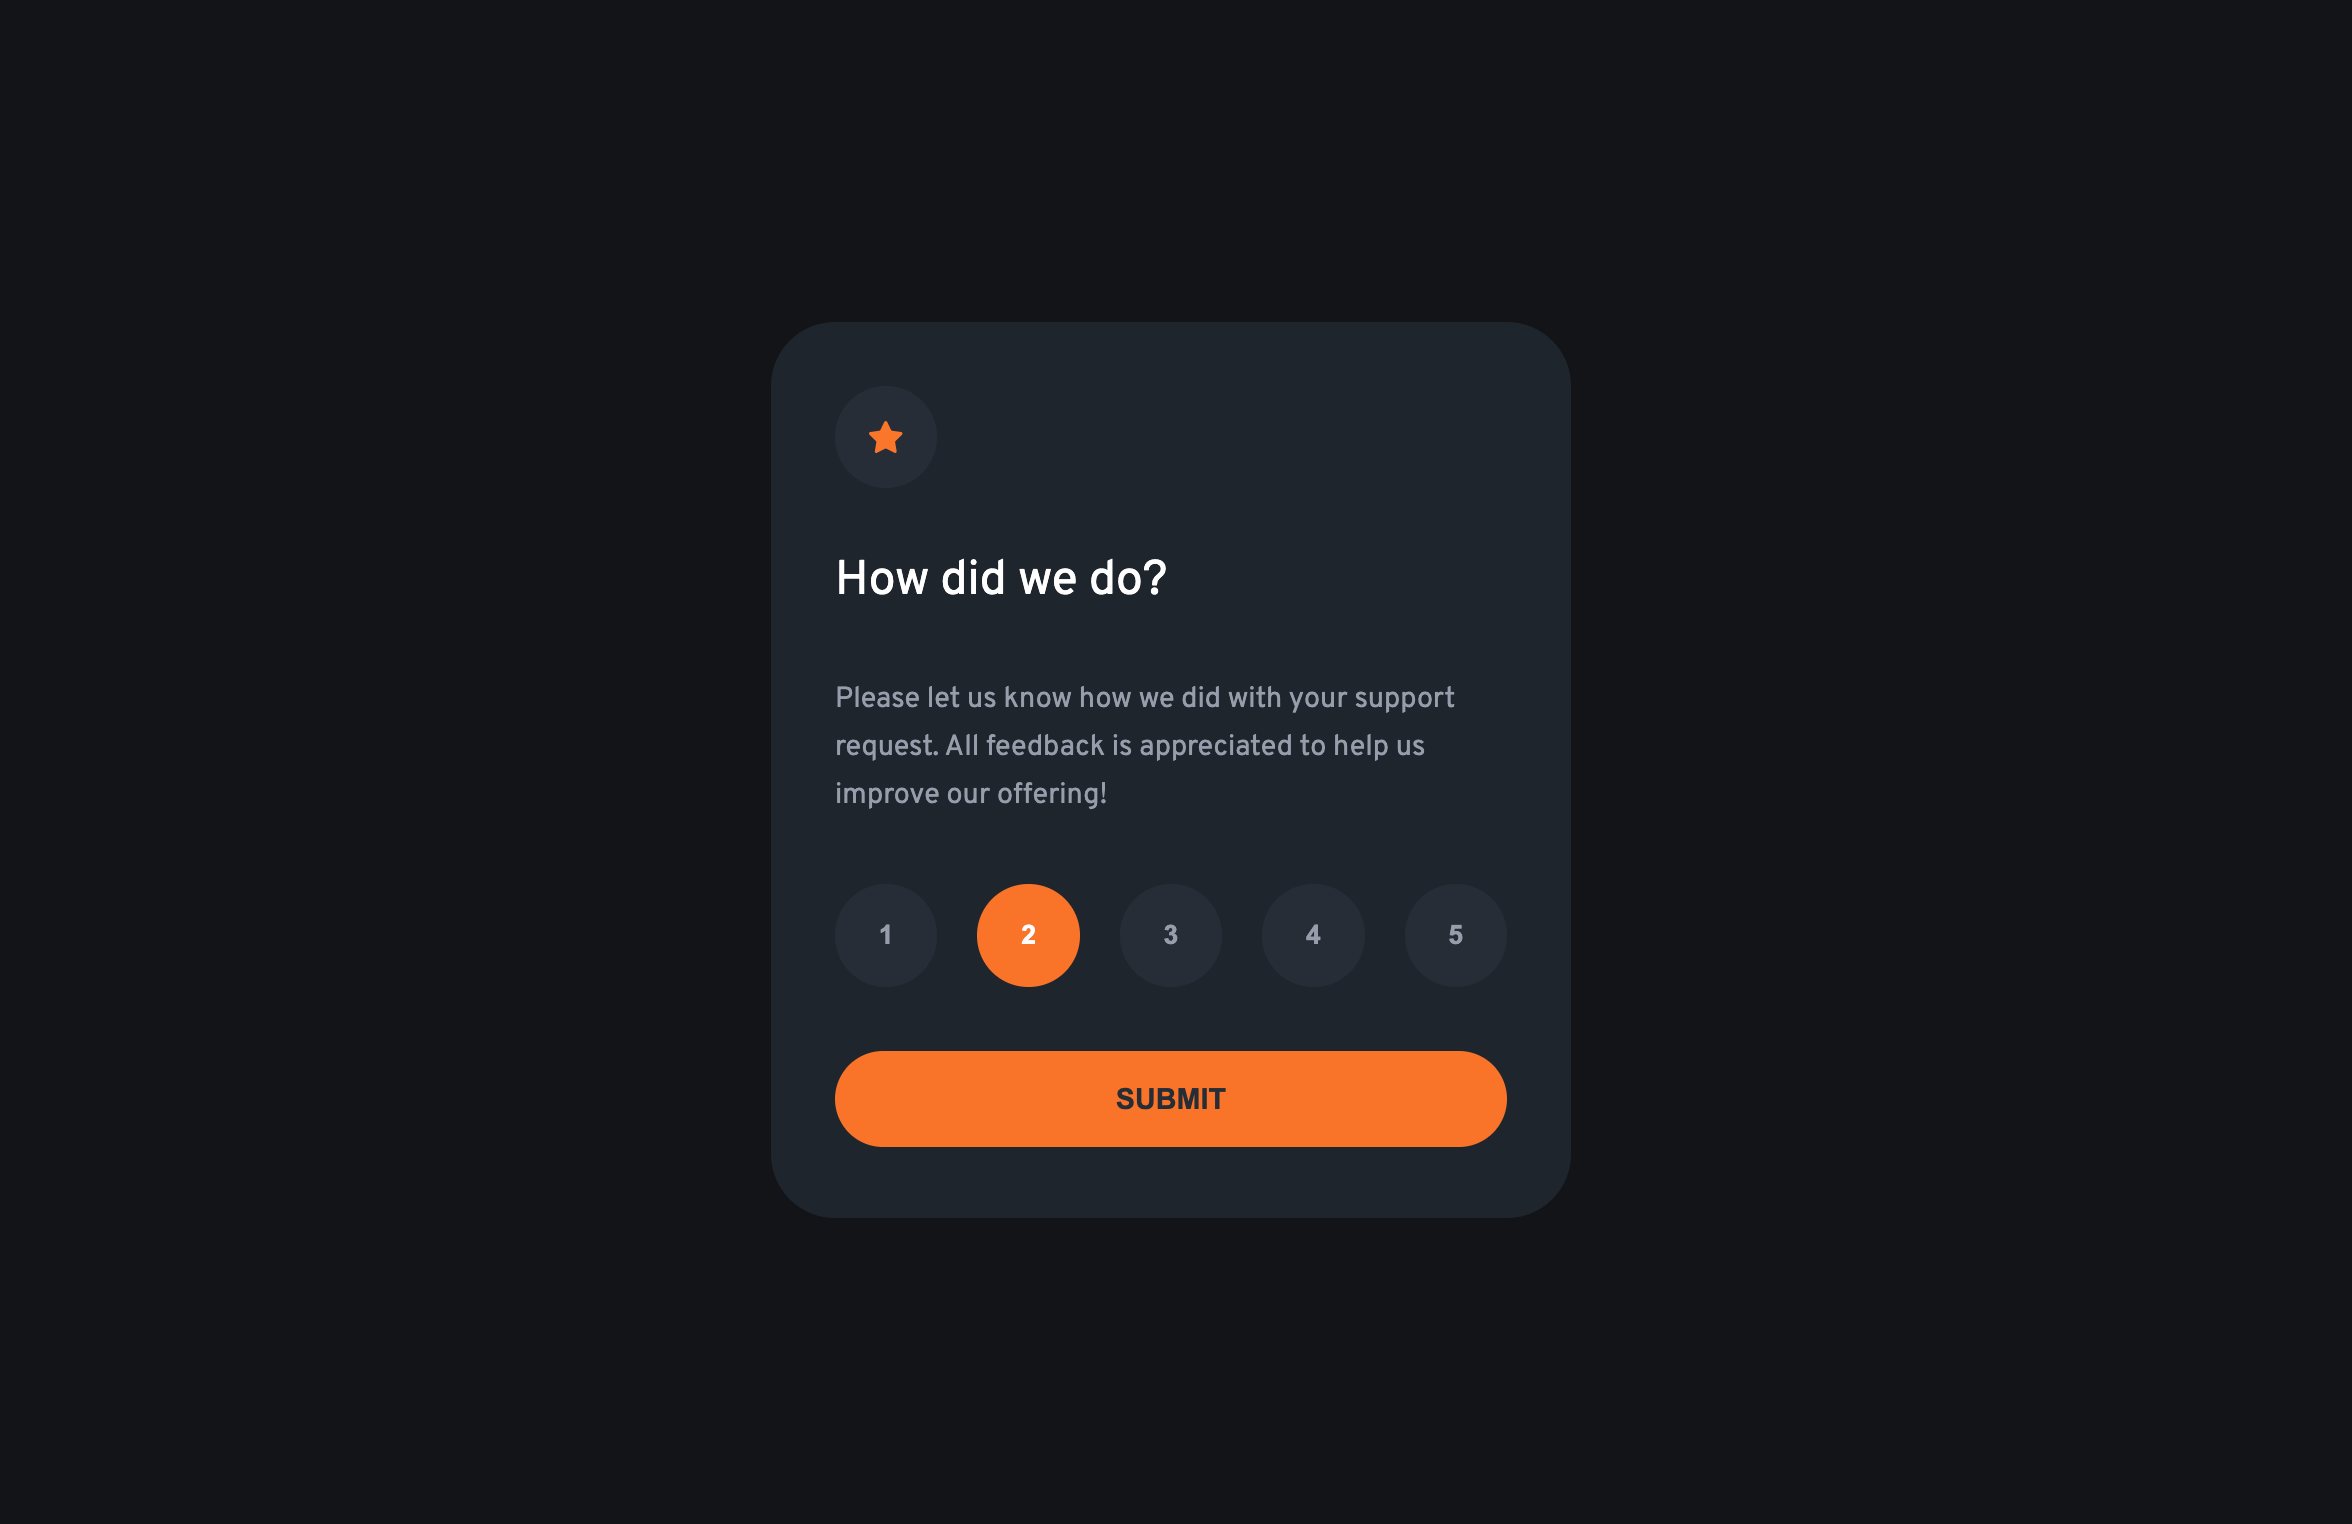 How did we do?
Please let us know how we did with your support
request. All feedback is appreciated to help us
improve our offering!
1 2 3 4 5
SUBMIT